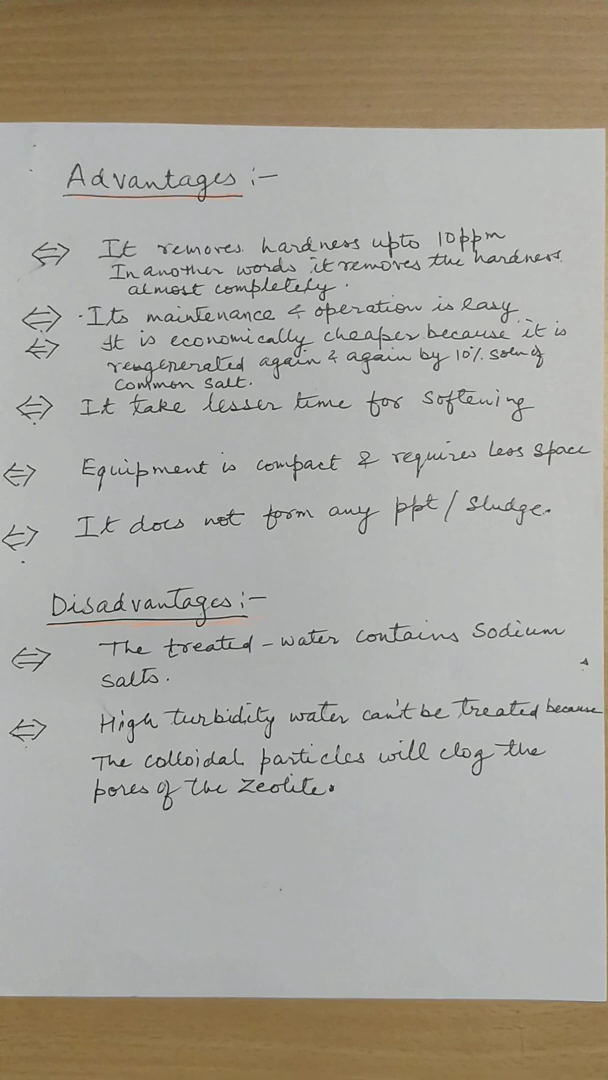 Advantages :-
It removes hardness upto 10ppm
In another words it removes the hardness
almost completely.
Its maintenance & operation is easy
It is economically cheaper because it is
regenerated again & again by 10% soln of
Common salt.
It take lesser time for softening
Equipment is compact & requires less space
It does not form any ppt / sludge.
Disadvantages :-
The treated-water contains Sodium
salts.
High turbidity water can't be treated because
The colloidal particles will clog the
pores of the Zeolite.